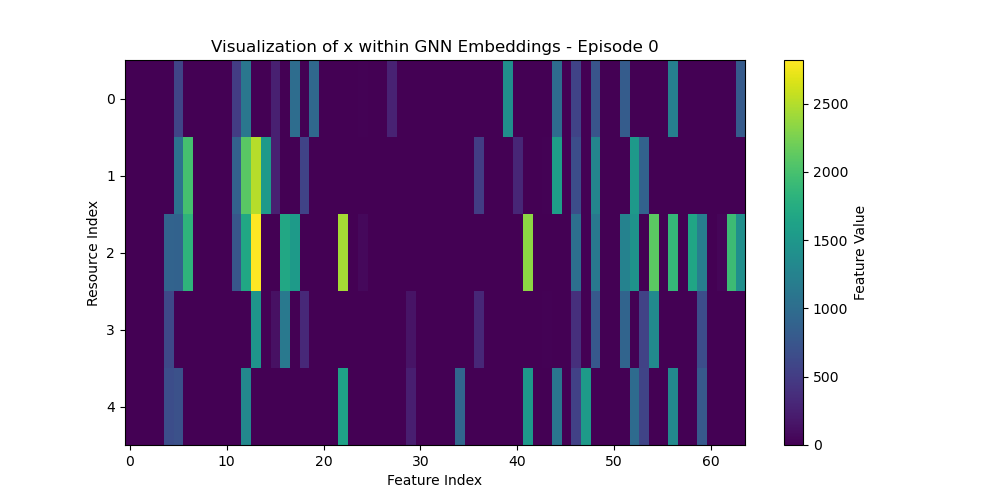 Visualization of x within GNN Embeddings - Episode 0
Resource Index
0
1
2
3
4
0 10 20 30 40 50 60
Feature Index
2500
2000
1500
1000
500
0
Feature Value